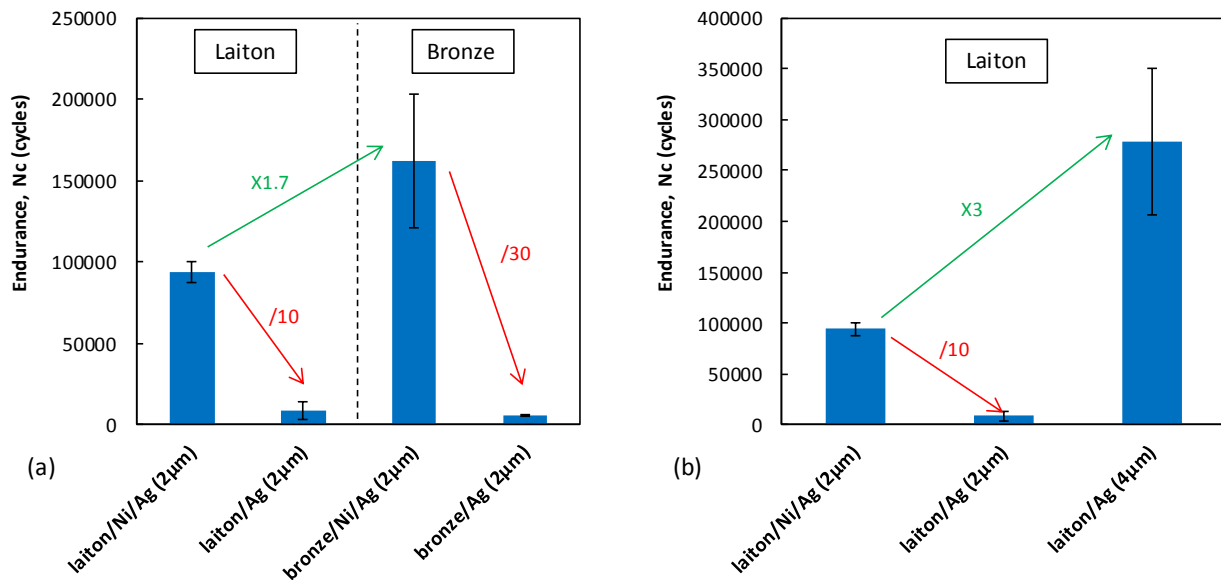 250000
200000
150000
100000
50000
0
Endurance, Nc (cycles)
Laiton
Bronze
X1.7
/10
/30
laiton/Ni/Ag (2µm)
laiton/Ag (2µm)
bronze/Ni/Ag (2µm)
bronze/Ag (2µm)
(a)
400000
350000
300000
250000
200000
150000
100000
50000
0
Endurance, Nc (cycles)
Laiton
X3
/10
laiton/Ni/Ag (2µm)
laiton/Ag (2µm)
laiton/Ag (4µm)
(b)